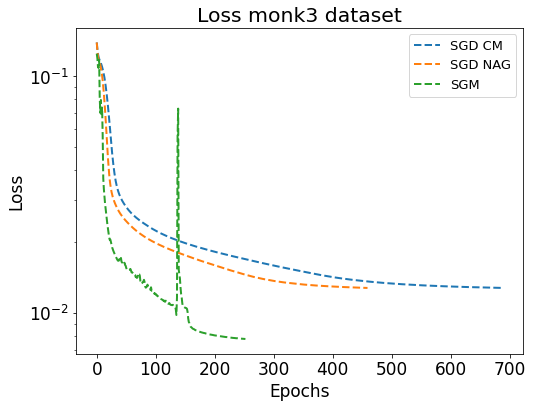 Loss monk3 dataset
SGD CM
SGD NAG
SGM
10⁻¹
10⁻²
Loss
0 100 200 300 400 500 600 700
Epochs